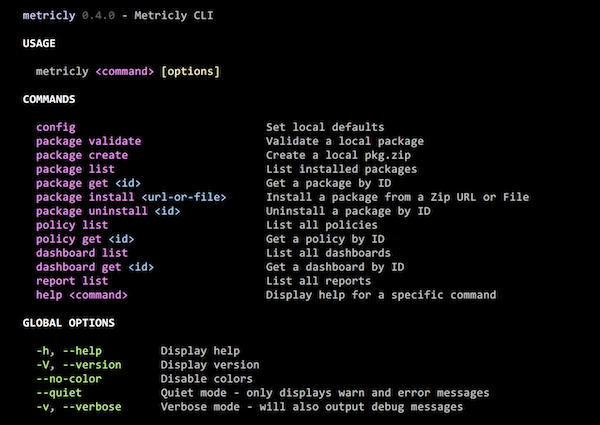 metricly 0.4.0 - Metricly CLI
USAGE
metricly <command> [options]
COMMANDS
config Set local defaults
package validate Validate a local package
package create Create a local pkg.zip
package list List installed packages
package get <id> Get a package by ID
package install <url-or-file> Install a package from a Zip URL or File
package uninstall <id> Uninstall a package by ID
policy list List all policies
policy get <id> Get a policy by ID
dashboard list List all dashboards
dashboard get <id> Get a dashboard by ID
report list List all reports
help <command> Display help for a specific command
GLOBAL OPTIONS
-h, --help Display help
-V, --version Display version
--no-color Disable colors
--quiet Quiet mode - only displays warn and error messages
-v, --verbose Verbose mode - will also output debug messages